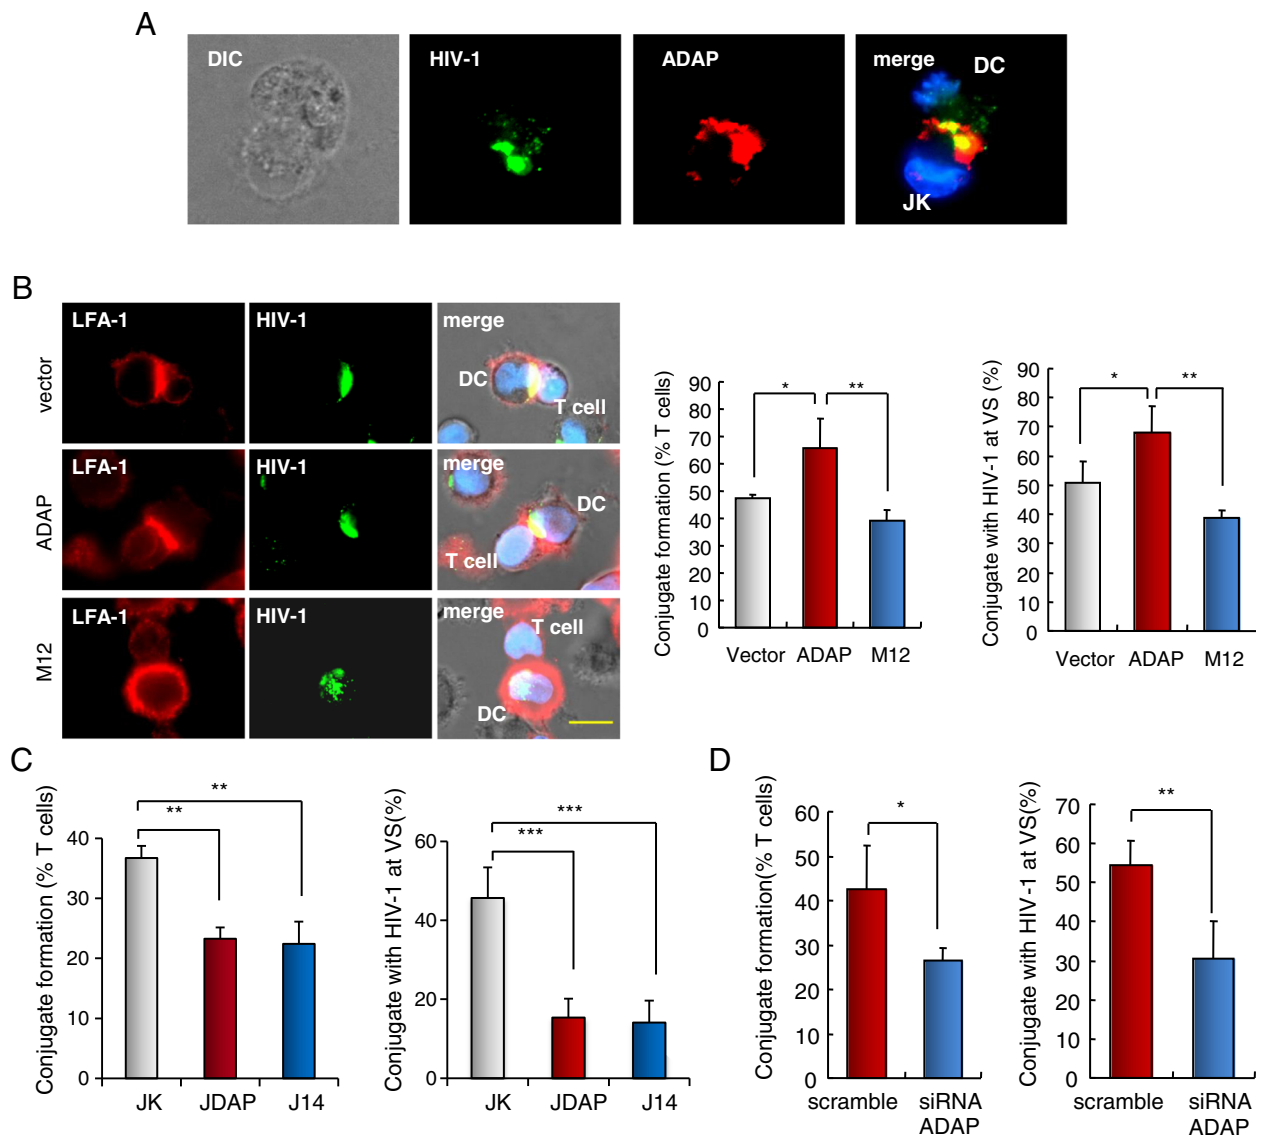 A
DIC
HIV-1
ADAP
merge
DC
JK
B
vector
LFA-1
HIV-1
merge
DC
T cell
ADAP
LFA-1
HIV-1
merge
DC
T cell
M12
LFA-1
HIV-1
merge
T cell
DC
Conjugate formation (% T cells)
90
80
70
60
50
40
30
20
10
0
*
**
Vector ADAP M12
Conjugate with HIV-1 at VS (%)
90
80
70
60
50
40
30
20
10
0
*
**
Vector ADAP M12
C
Conjugate formation (% T cells)
40
30
20
10
0
**
**
JK JDAP J14
Conjugate with HIV-1 at VS(%)
60
40
20
0
***
***
JK JDAP J14
D
Conjugate formation(% T cells)
60
50
40
30
20
10
0
*
scramble siRNA
ADAP
Conjugate with HIV-1 at VS(%)
70
60
50
40
30
20
10
0
**
scramble siRNA
ADAP